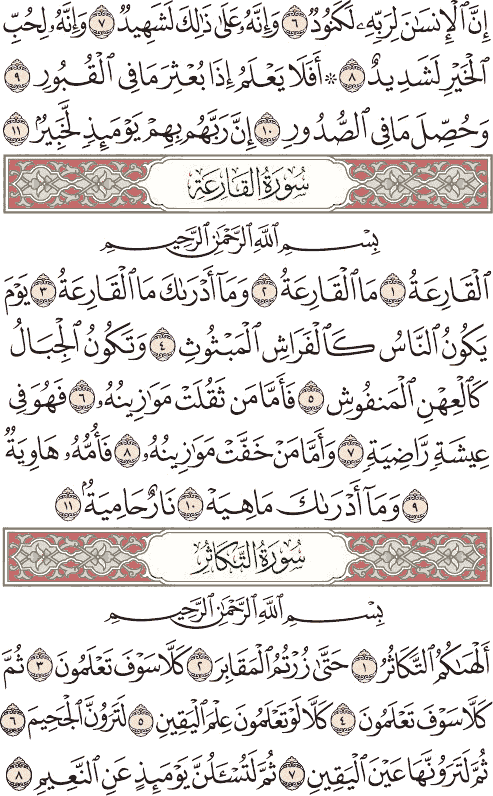 إِنَّ ٱلْإِنسَٰنَ لِرَبِّهِۦ لَكَنُودٌ ٦ وَإِنَّهُۥ عَلَىٰ ذَٰلِكَ لَشَهِيدٌ ٧ وَإِنَّهُۥ لِحُبِّ
ٱلْخَيْرِ لَشَدِيدٌ ٨ ۞ أَفَلَا يَعْلَمُ إِذَا بُعْثِرَ مَا فِي ٱلْقُبُورِ ٩
وَحُصِّلَ مَا فِي ٱلصُّدُورِ ١٠ إِنَّ رَبَّهُم بِهِمْ يَوْمَئِذٍ لَّخَبِيرٌۢ ١١
سُورَةُ القَارِعَةِ
بِسْمِ ٱللَّهِ ٱلرَّحْمَٰنِ ٱلرَّحِيمِ
ٱلْقَارِعَةُ ١ مَا ٱلْقَارِعَةُ ٢ وَمَآ أَدْرَىٰكَ مَا ٱلْقَارِعَةُ ٣ يَوْمَ
يَكُونُ ٱلنَّاسُ كَٱلْفَرَاشِ ٱلْمَبْثُوثِ ٤ وَتَكُونُ ٱلْجِبَالُ
كَٱلْعِهْنِ ٱلْمَنفُوشِ ٥ فَأَمَّا مَن ثَقُلَتْ مَوَٰزِينُهُۥ ٦ فَهُوَ فِي
عِيشَةٍ رَّاضِيَةٍ ٧ وَأَمَّا مَنْ خَفَّتْ مَوَٰزِينُهُۥ ٨ فَأُمُّهُۥ هَاوِيَةٌ
٩ وَمَآ أَدْرَىٰكَ مَا هِيَهْ ١٠ نَارٌ حَامِيَةٌۢ ١١
سُورَةُ التَّكَاثُرِ
بِسْمِ ٱللَّهِ ٱلرَّحْمَٰنِ ٱلرَّحِيمِ
أَلْهَىٰكُمُ ٱلتَّكَاثُرُ ١ حَتَّىٰ زُرْتُمُ ٱلْمَقَابِرَ ٢ كَلَّا سَوْفَ تَعْلَمُونَ ٣ ثُمَّ
كَلَّا سَوْفَ تَعْلَمُونَ ٤ كَلَّا لَوْ تَعْلَمُونَ عِلْمَ ٱلْيَقِينِ ٥ لَتَرَوُنَّ ٱلْجَحِيمَ ٦
ثُمَّ لَتَرَوُنَّهَا عَيْنَ ٱلْيَقِينِ ٧ ثُمَّ لَتُسْـَٔلُنَّ يَوْمَئِذٍ عَنِ ٱلنَّعِيمِ ٨